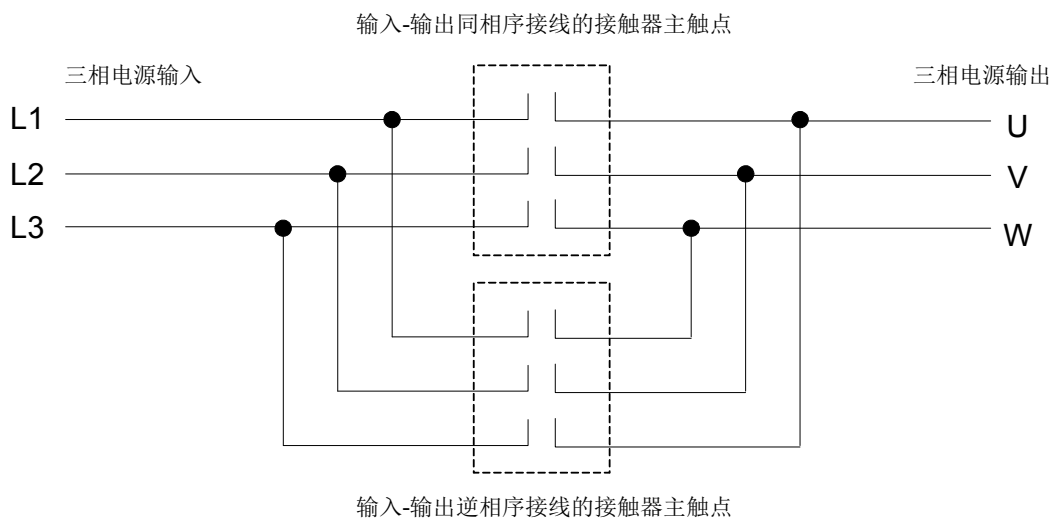 输入-输出同相序接线的接触器主触点
三相电源输入
三相电源输出
L1
U
L2
V
L3
W
输入-输出逆相序接线的接触器主触点